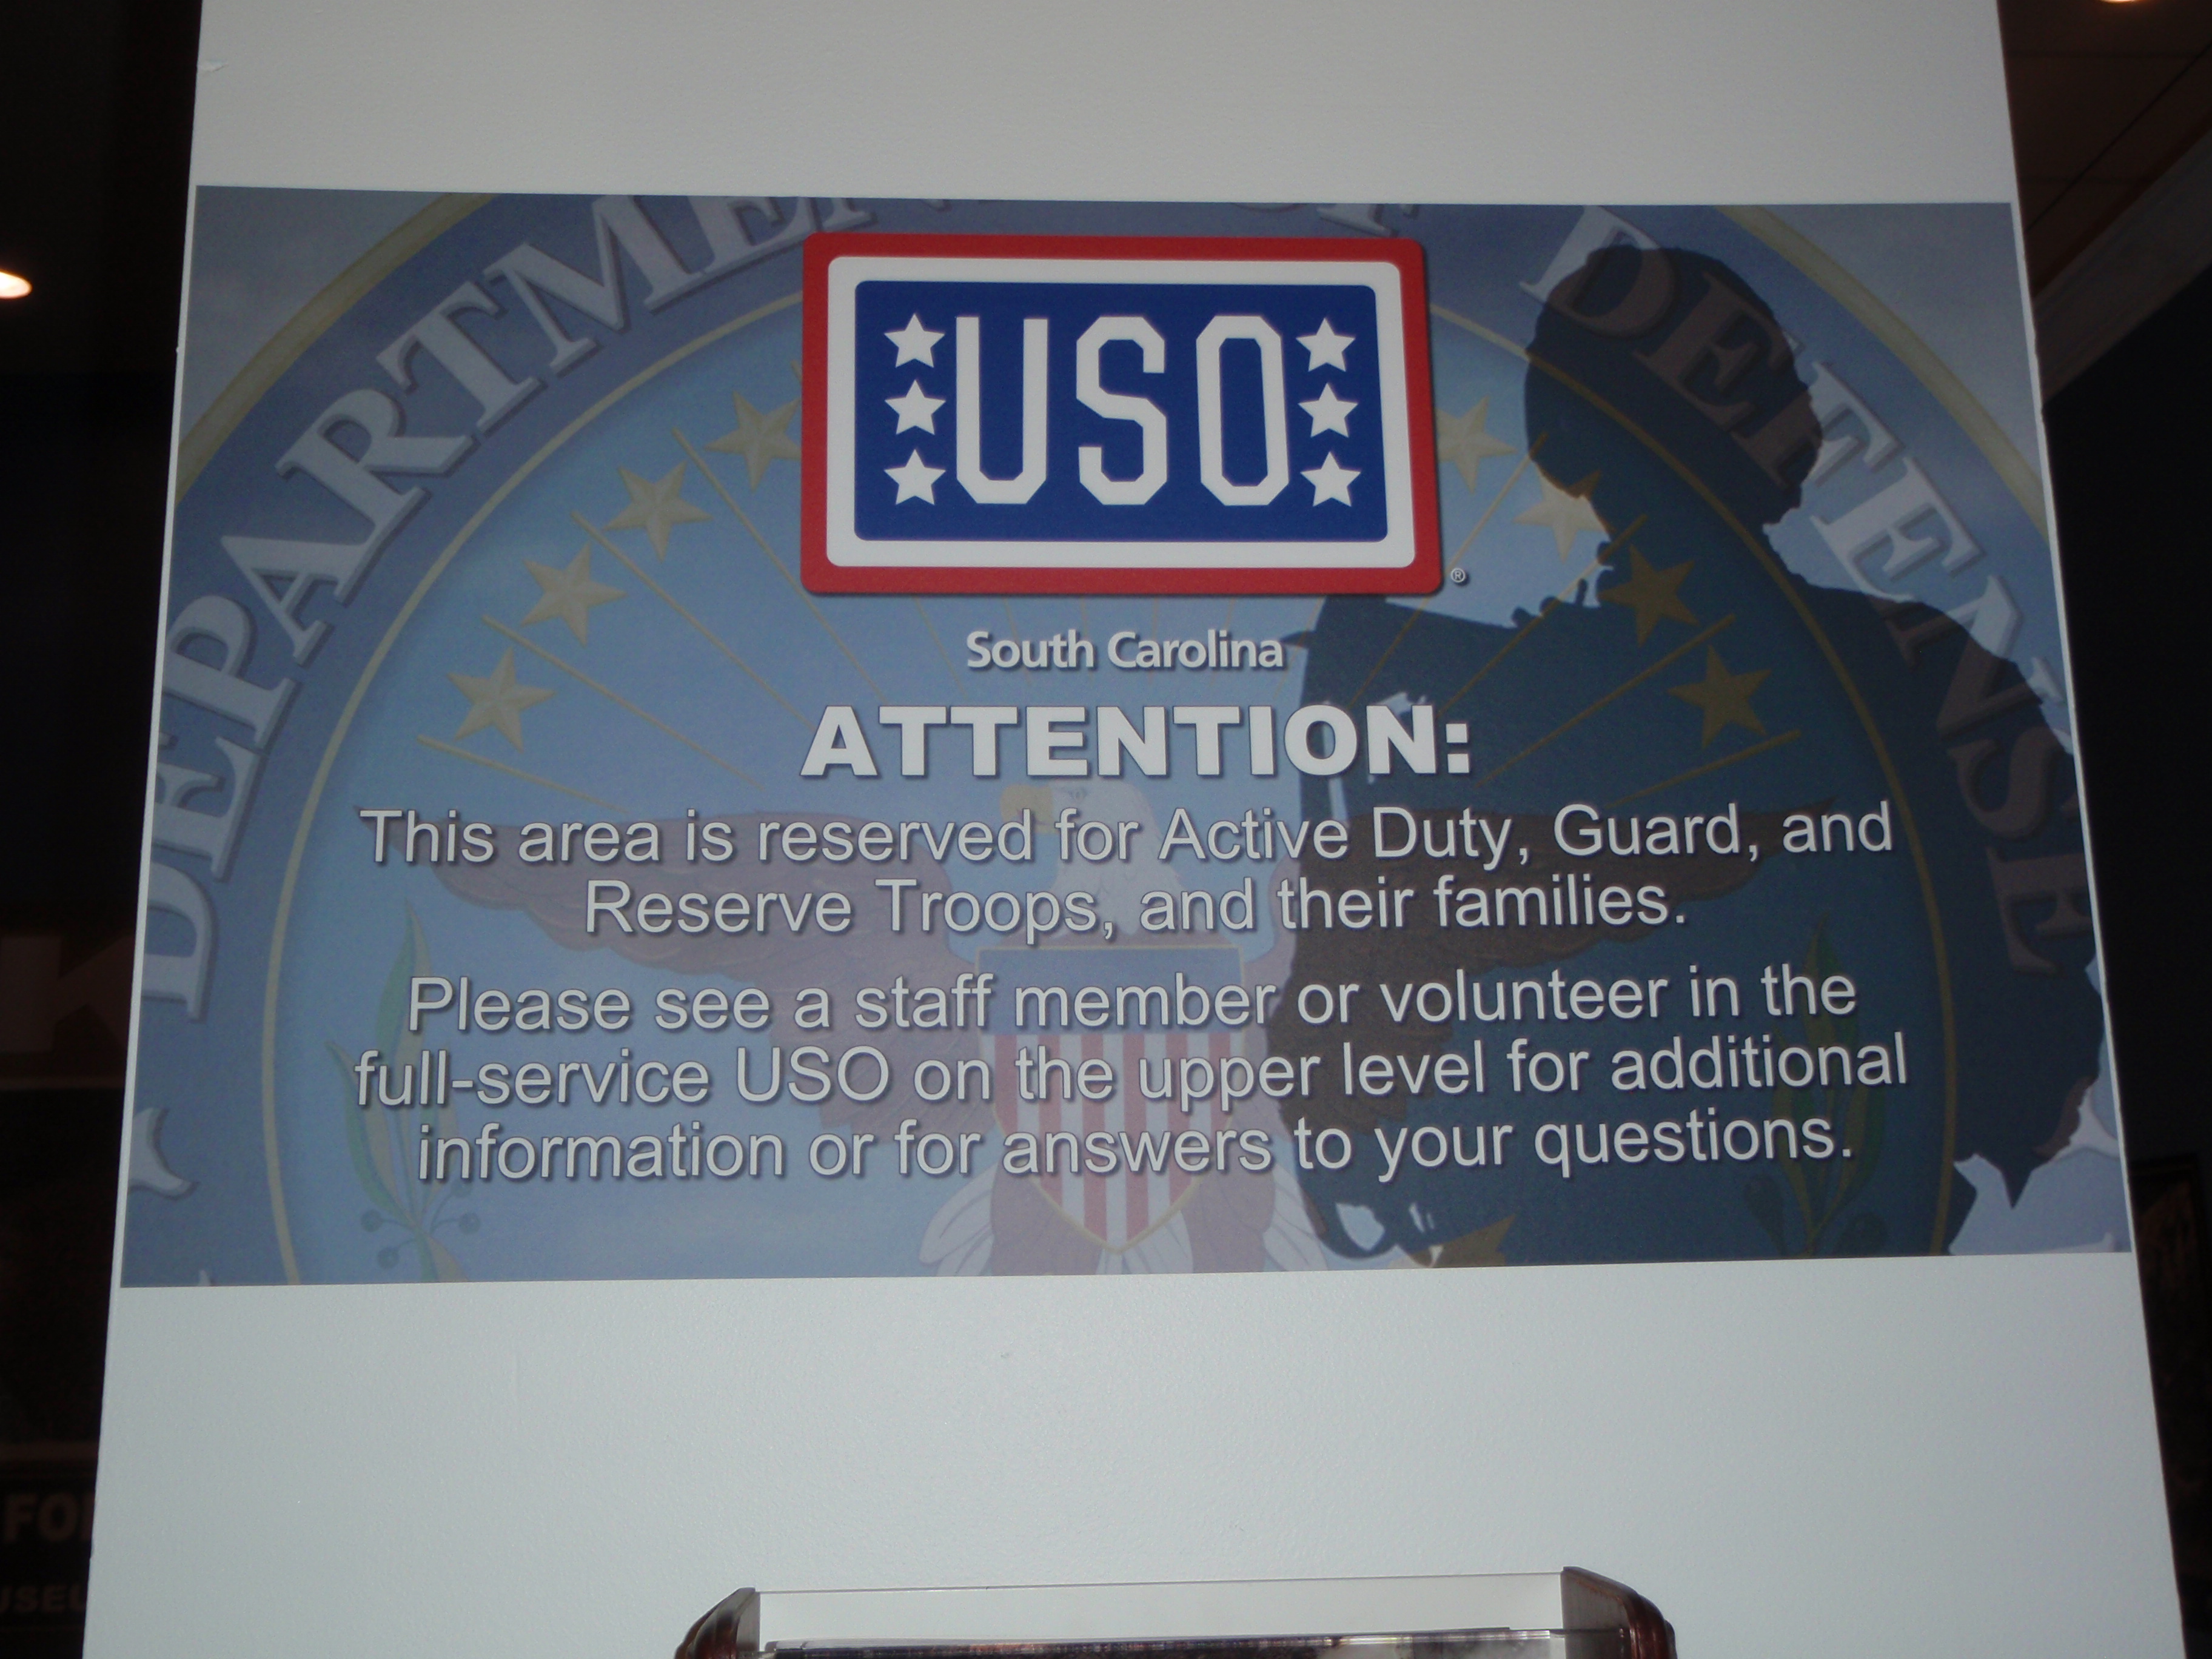 DEPARTMENT OF DEFENSE
USO
®
South Carolina
ATTENTION:
This area is reserved for Active Duty, Guard, and
Reserve Troops, and their families.
Please see a staff member or volunteer in the
full-service USO on the upper level for additional
information or for answers to your questions.